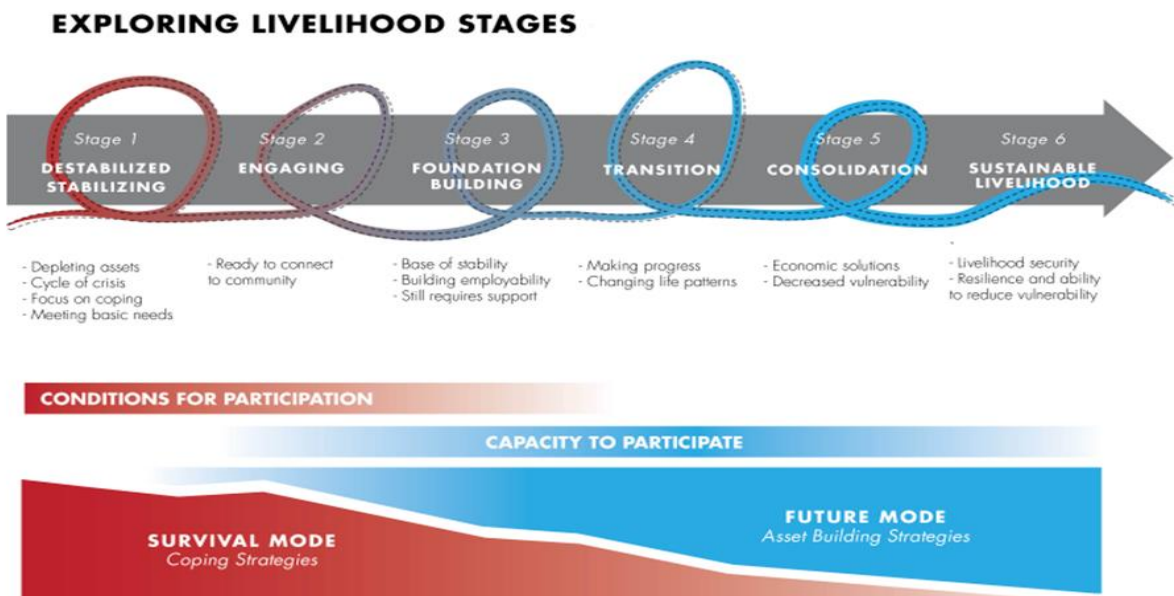 EXPLORING LIVELIHOOD STAGES
Stage 1
DESTABILIZED
STABILIZING
Stage 2
ENGAGING
Stage 3
FOUNDATION
BUILDING
Stage 4
TRANSITION
Stage 5
CONSOLIDATION
Stage 6
SUSTAINABLE
LIVELIHOOD
- Depleting assets
- Cycle of crisis
- Focus on coping
- Meeting basic needs
- Ready to connect
to community
- Base of stability
- Building employability
- Still requires support
- Making progress
- Changing life patterns
- Economic solutions
- Decreased vulnerability
-
- Livelihood security
- Resilience and ability
to reduce vulnerability
CONDITIONS FOR PARTICIPATION
CAPACITY TO PARTICIPATE
SURVIVAL MODE
Coping Strategies
FUTURE MODE
Asset Building Strategies